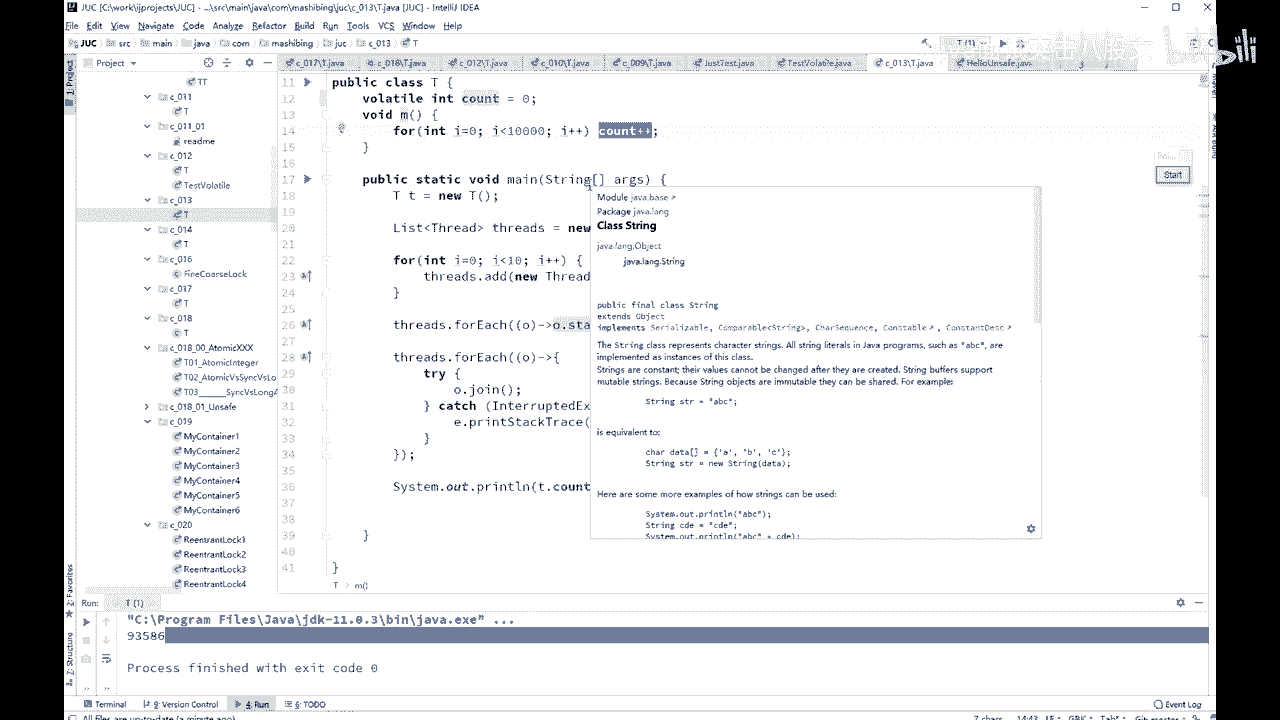 JUC [C:\work\ijprojects\JUC] - ...\src\main\java\com\mashibing\juc\c_013\T.java [JUC] - IntelliJ IDEA
File Edit View Navigate Code Analyze Refactor Build Run Tools VCS Window Help
JUC src main java com mashibing juc c_013 T
T (1)
Project
c_017\T.java c_018\T.java c_012\T.java c_010\T.java c_009\T.java JustTest.java TestVolatile.java c_013\T.java HelloUnsafe.java
1: Project
TT
c_011
T
c_011_01
readme
c_012
T
TestVolatile
c_013
T
c_014
T
c_016
FineCoarseLock
c_017
T
c_018
T
c_018_00_AtomicXXX
T01_AtomicInteger
T02_AtomicVsSyncVsLo
T03______SyncVsLongA
c_018_01_Unsafe
c_019
MyContainer1
MyContainer2
MyContainer3
MyContainer4
MyContainer5
MyContainer6
c_020
ReentrantLock1
ReentrantLock2
ReentrantLock3
ReentrantLock4
11 public class T {
12 volatile int count = 0;
13 void m() {
14 for(int i=0; i<10000; i++) count++;
15 }
16
17 public static void main(String[] args) {
18 T t = new T();
19
20 List<Thread> threads = new
21
22 for(int i=0; i<10; i++) {
23 threads.add(new Thread
24 }
25
26 threads.forEach((o)->o.sta
27
28 threads.forEach((o)->{
29 try {
30 o.join();
31 } catch (InterruptedEx
32 e.printStackTrace(
33 }
34 });
35
36 System.out.println(t.count
37
38
39 }
40
41 }
T m()
Module java.base
Package java.lang
Class String
java.lang.Object
java.lang.String
public final class String
extends Object
implements Serializable, Comparable<String>, CharSequence, Constable, ConstantDesc
The String class represents character strings. All string literals in Java programs, such as "abc", are
implemented as instances of this class.
Strings are constant; their values cannot be changed after they are created. String buffers support
mutable strings. Because String objects are immutable they can be shared. For example:
String str = "abc";
is equivalent to:
char data[] = {'a', 'b', 'c'};
String str = new String(data);
Here are some more examples of how strings can be used:
System.out.println("abc");
String cde = "cde";
System.out.println("abc" + cde);
Start
2: Favorites
7: Structure
Run: T (1)
"C:\Program Files\Java\jdk-11.0.3\bin\java.exe" ...
93586
Process finished with exit code 0
Terminal 9: Version Control 4: Run 6: TODO Event Log
All files are up-to-date (a minute ago) 7 chars 14:43 LF GBK Tab* Git: master